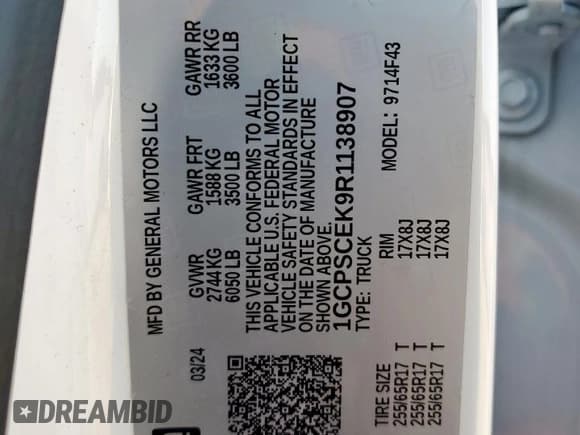 MFD BY GENERAL MOTORS LLC
03/24 GVWR GAWR FRT GAWR RR
2744KG 1588 KG 1633 KG
6050 LB 3500 LB 3600 LB
THIS VEHICLE CONFORMS TO ALL
APPLICABLE U.S. FEDERAL MOTOR
VEHICLE SAFETY STANDARDS IN EFFECT
ON THE DATE OF MANUFACTURE
SHOWN ABOVE.
1GCPSCEK9R1138907
TYPE: TRUCK MODEL: 9714F43
TIRE SIZE RIM
255/65R17 T 17X8J
255/65R17 T 17X8J
255/65R17 T 17X8J
DREAMBID